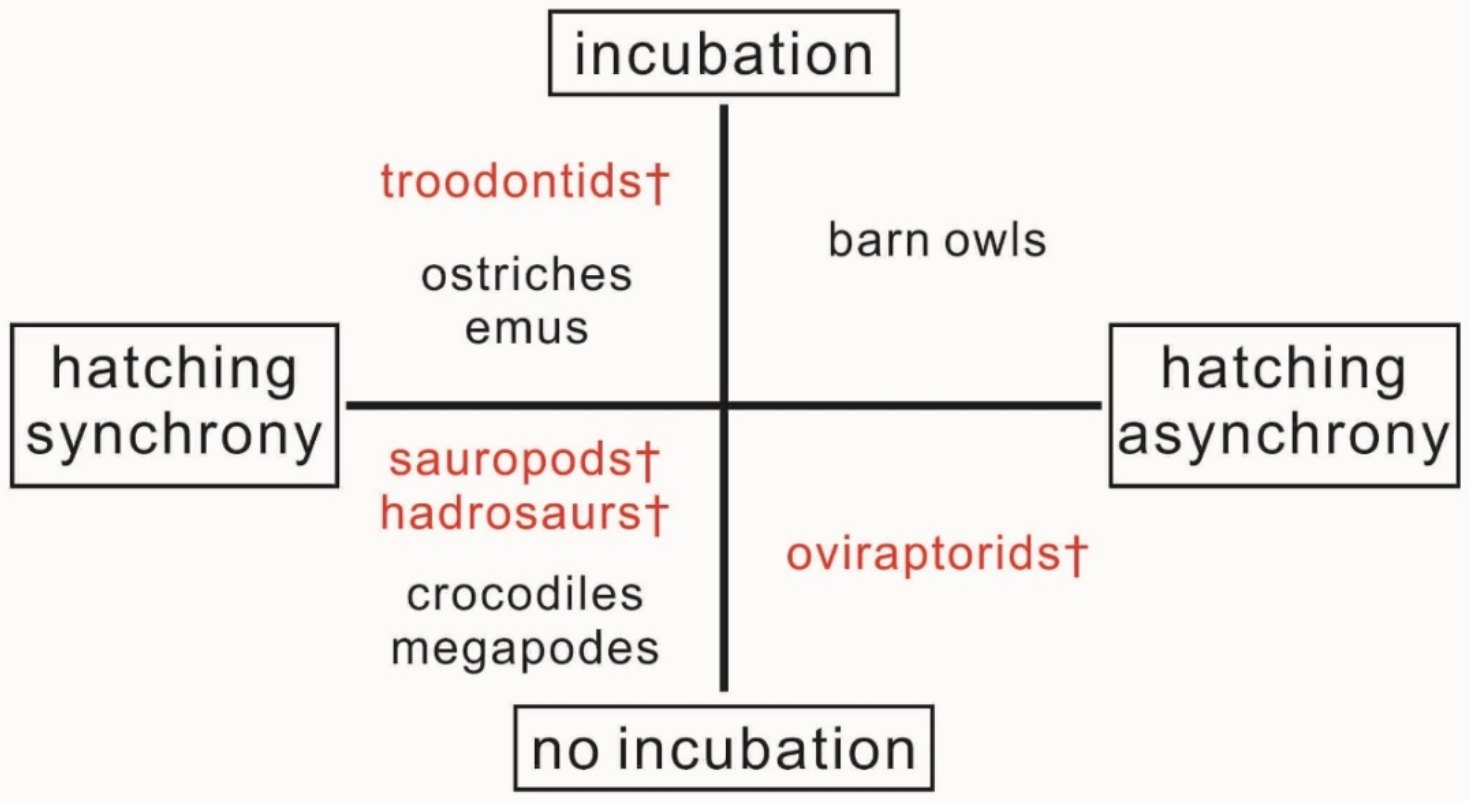 incubation
troodontids†
barn owls
ostriches
emus
hatching
synchrony
hatching
asynchrony
sauropods†
hadrosaurs†
oviraptorids†
crocodiles
megapodes
no incubation